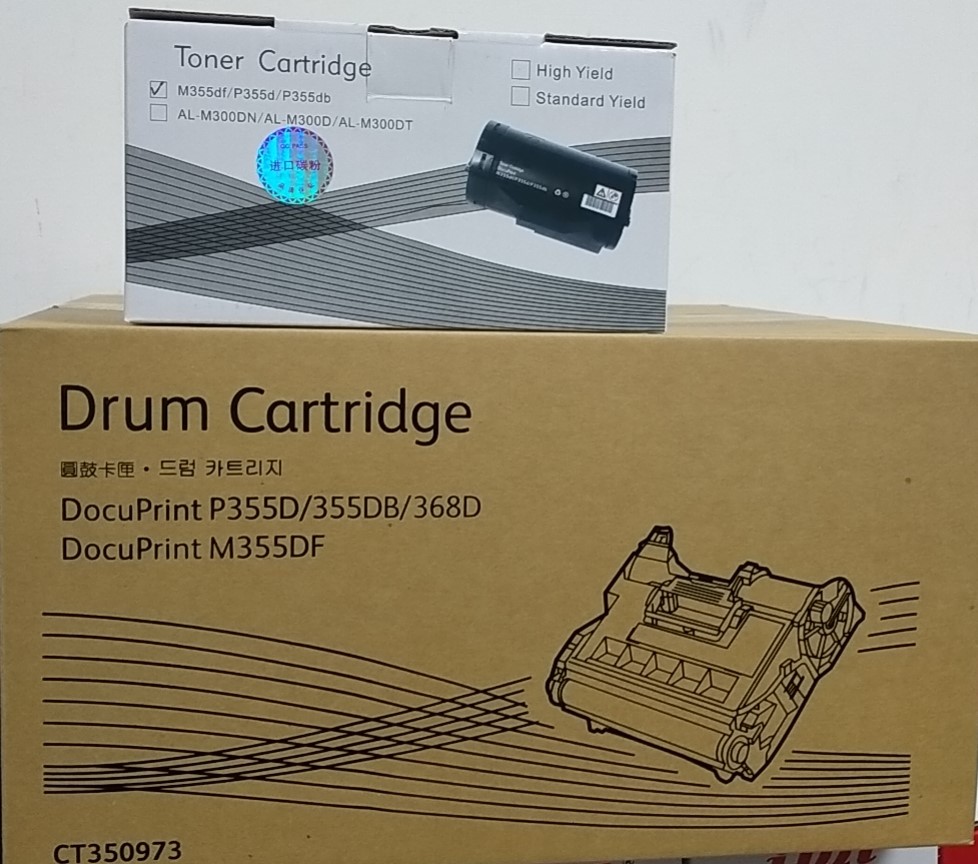 Toner Cartridge
M355df/P355d/P355db
AL-M300DN/AL-M300D/AL-M300DT
High Yield
Standard Yield
QC PASS
进口碳粉
Drum Cartridge
圓鼓卡匣・드럼 카트리지
DocuPrint P355D/355DB/368D
DocuPrint M355DF
CT350973